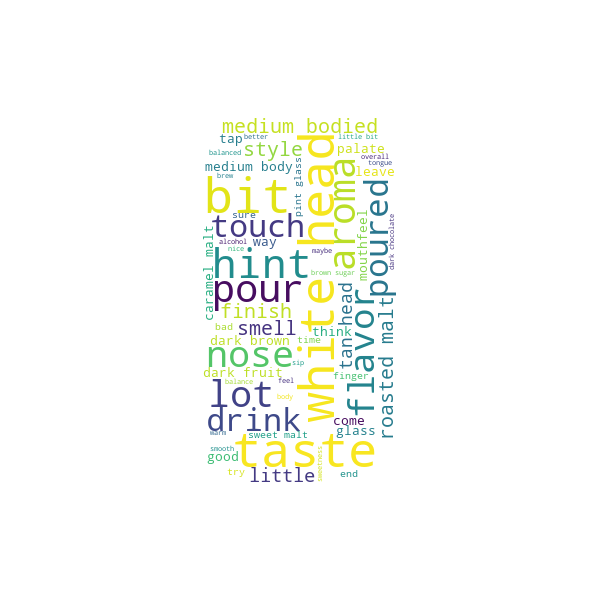 medium bodied
tap
better
little bit
style
palate
balanced
overall
tongue
medium body
leave
brew
pint glass
white head
aroma
bit
poured
sure
touch
way
mouthfeel
dark chocolate
alcohol
nice
maybe
caramel malt
hint
brown sugar
pour
flavor
tan head
roasted malt
finish
smell
think
bad
dark brown
time
nose
sip
dark fruit
finger
balance
feel
lot
body
drink
come
glass
warm
sweet malt
taste
smooth
good
sweetness
try
little
end